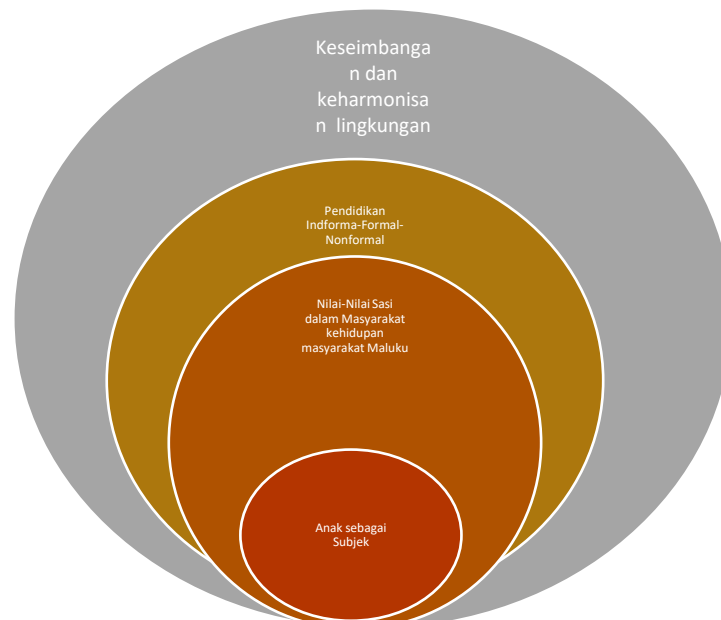 Keseimbanga
n dan
keharmonisa
n lingkungan
Pendidikan
Indforma-Formal-
Nonformal
Nilai-Nilai Sasi
dalam Masyarakat
kehidupan
masyarakat Maluku
Anak sebagai
Subjek